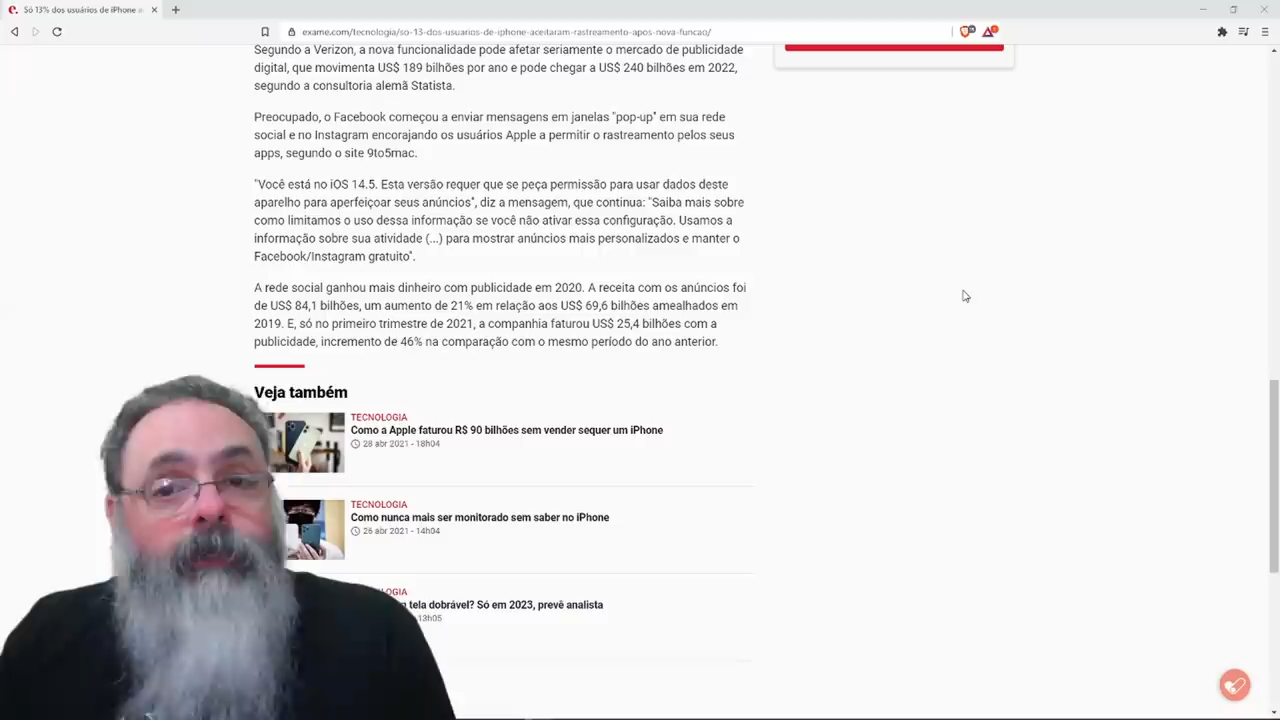 Só 13% dos usuários de iPhone
exame.com/tecnologia/so-13-dos-usuarios-de-iphone-aceitaram-rastreamento-apos-nova-funcao/
Segundo a Verizon, a nova funcionalidade pode afetar seriamente o mercado de publicidade
digital, que movimenta US$ 189 bilhões por ano e pode chegar a US$ 240 bilhões em 2022,
segundo a consultoria alemã Statista.
Preocupado, o Facebook começou a enviar mensagens em janelas "pop-up" em sua rede
social e no Instagram encorajando os usuários Apple a permitir o rastreamento pelos seus
apps, segundo o site 9to5mac.
"Você está no iOS 14.5. Esta versão requer que se peça permissão para usar dados deste
aparelho para aperfeiçoar seus anúncios", diz a mensagem, que continua: "Saiba mais sobre
como limitamos o uso dessa informação se você não ativar essa configuração. Usamos a
informação sobre sua atividade (...) para mostrar anúncios mais personalizados e manter o
Facebook/Instagram gratuito".
A rede social ganhou mais dinheiro com publicidade em 2020. A receita com os anúncios foi
de US$ 84,1 bilhões, um aumento de 21% em relação aos US$ 69,6 bilhões amealhados em
2019. E, só no primeiro trimestre de 2021, a companhia faturou US$ 25,4 bilhões com a
publicidade, incremento de 46% na comparação com o mesmo período do ano anterior.
Veja também
TECNOLOGIA
Como a Apple faturou R$ 90 bilhões sem vender sequer um iPhone
28 abr 2021 - 18h04
TECNOLOGIA
Como nunca mais ser monitorado sem saber no iPhone
26 abr 2021 - 14h04
tela dobrável? Só em 2023, prevê analista
13h05